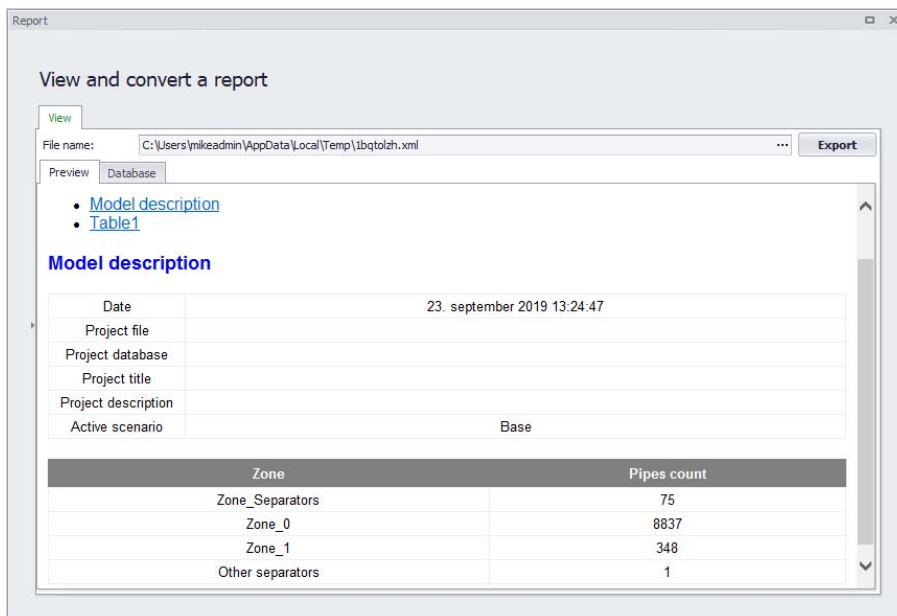 Report
View and convert a report
View
File name: C:\Users\mikeadmin\AppData\Local\Temp\1bqtolzh.xml ... Export
Preview Database
• Model description
• Table1
Model description
Date 23. september 2019 13:24:47
Project file
Project database
Project title
Project description
Active scenario Base
Zone Pipes count
Zone_Separators 75
Zone_0 8837
Zone_1 348
Other separators 1